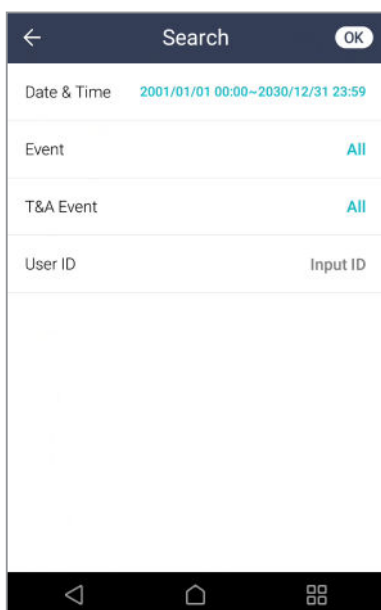 Search OK
Date & Time 2001/01/01 00:00~2030/12/31 23:59
Event All
T&A Event All
User ID Input ID